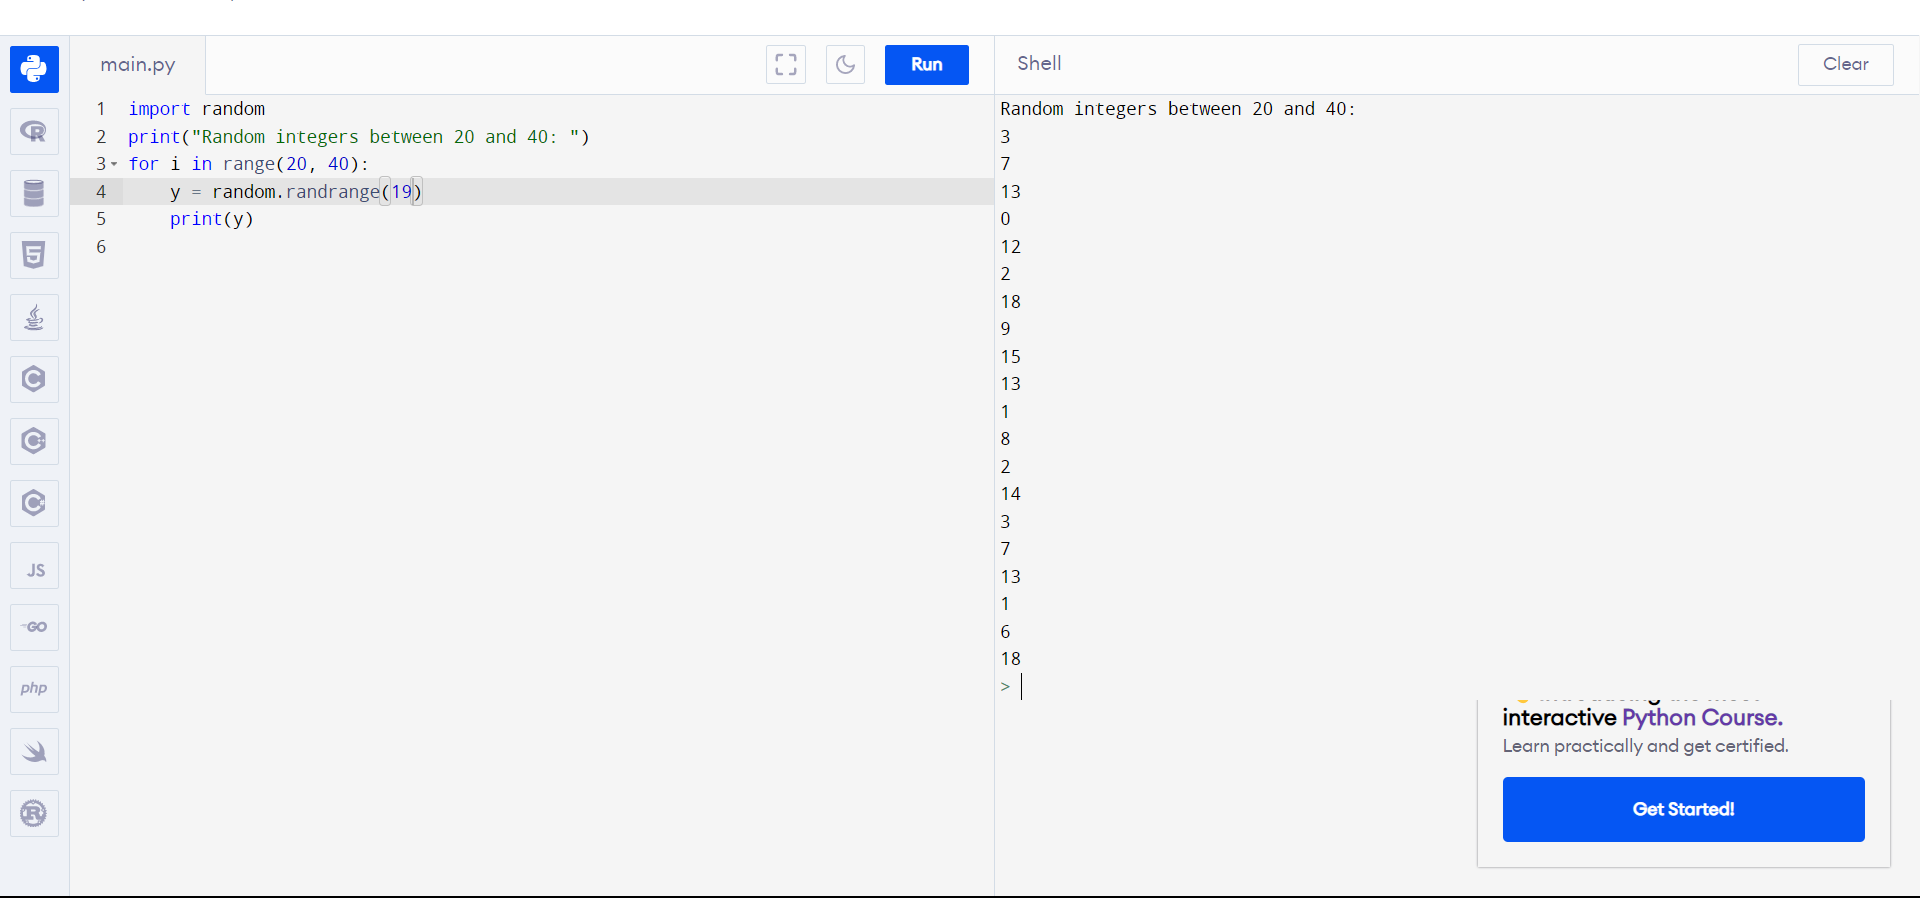 main.py
Run
1 import random
2 print("Random integers between 20 and 40: ")
3 for i in range(20, 40):
4 y = random.randrange(19)
5 print(y)
6
JS
GO
php
Shell
Clear
Random integers between 20 and 40:
3
7
13
0
12
2
18
9
15
13
1
8
2
14
3
7
13
1
6
18
>
interactive Python Course.
Learn practically and get certified.
Get Started!